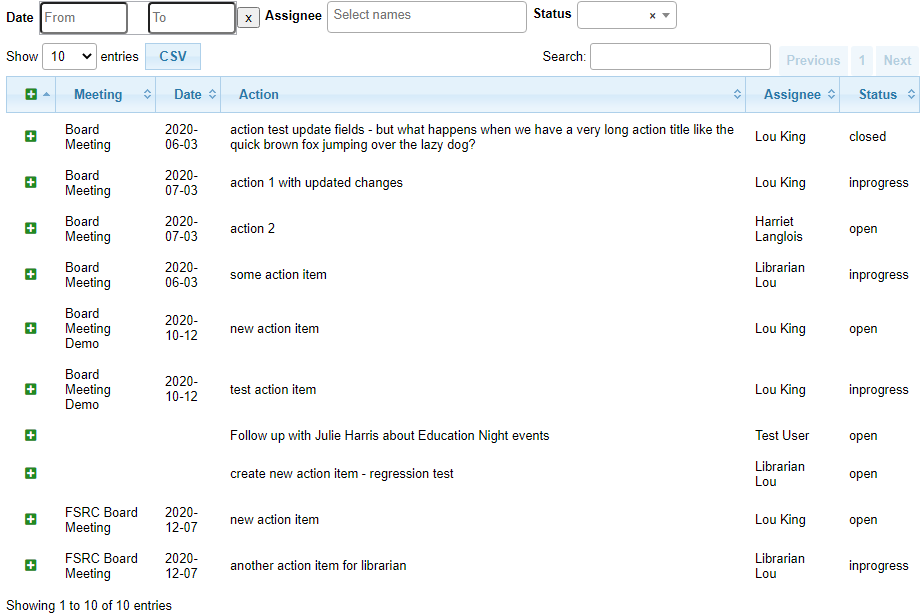 Date From To x Assignee Select names Status × ▼
Show 10 entries CSV Search: Previous 1 Next
Meeting Date Action Assignee Status
Board Meeting 2020-06-03 action test update fields - but what happens when we have a very long action title like the quick brown fox jumping over the lazy dog? Lou King closed
Board Meeting 2020-07-03 action 1 with updated changes Lou King inprogress
Board Meeting 2020-07-03 action 2 Harriet Langlois open
Board Meeting 2020-06-03 some action item Librarian Lou inprogress
Board Meeting Demo 2020-10-12 new action item Lou King open
Board Meeting Demo 2020-10-12 test action item Lou King inprogress
Follow up with Julie Harris about Education Night events Test User open
create new action item - regression test Librarian Lou open
FSRC Board Meeting 2020-12-07 new action item Lou King open
FSRC Board Meeting 2020-12-07 another action item for librarian Librarian Lou inprogress
Showing 1 to 10 of 10 entries